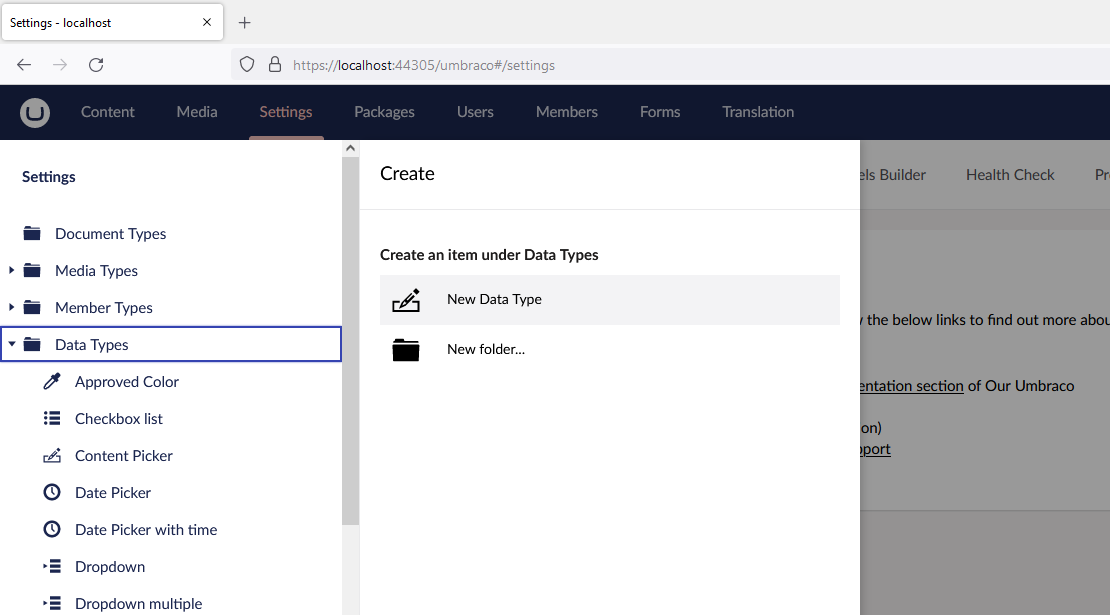 Settings - localhost
https://localhost:44305/umbraco#/settings
Content Media Settings Packages Users Members Forms Translation
Settings
Document Types
Media Types
Member Types
Data Types
Approved Color
Checkbox list
Content Picker
Date Picker
Date Picker with time
Dropdown
Dropdown multiple
Create
Create an item under Data Types
New Data Type
New folder...
els Builder Health Check Pr
the below links to find out more abou
entation section of Our Umbraco
on)
pport